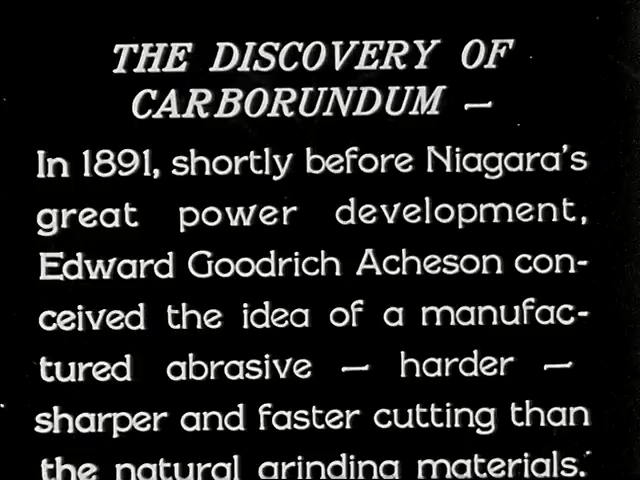 THE DISCOVERY OF
CARBORUNDUM —
In 1891, shortly before Niagara's
great power development,
Edward Goodrich Acheson con-
ceived the idea of a manufac-
tured abrasive — harder —
sharper and faster cutting than
the natural grinding materials.